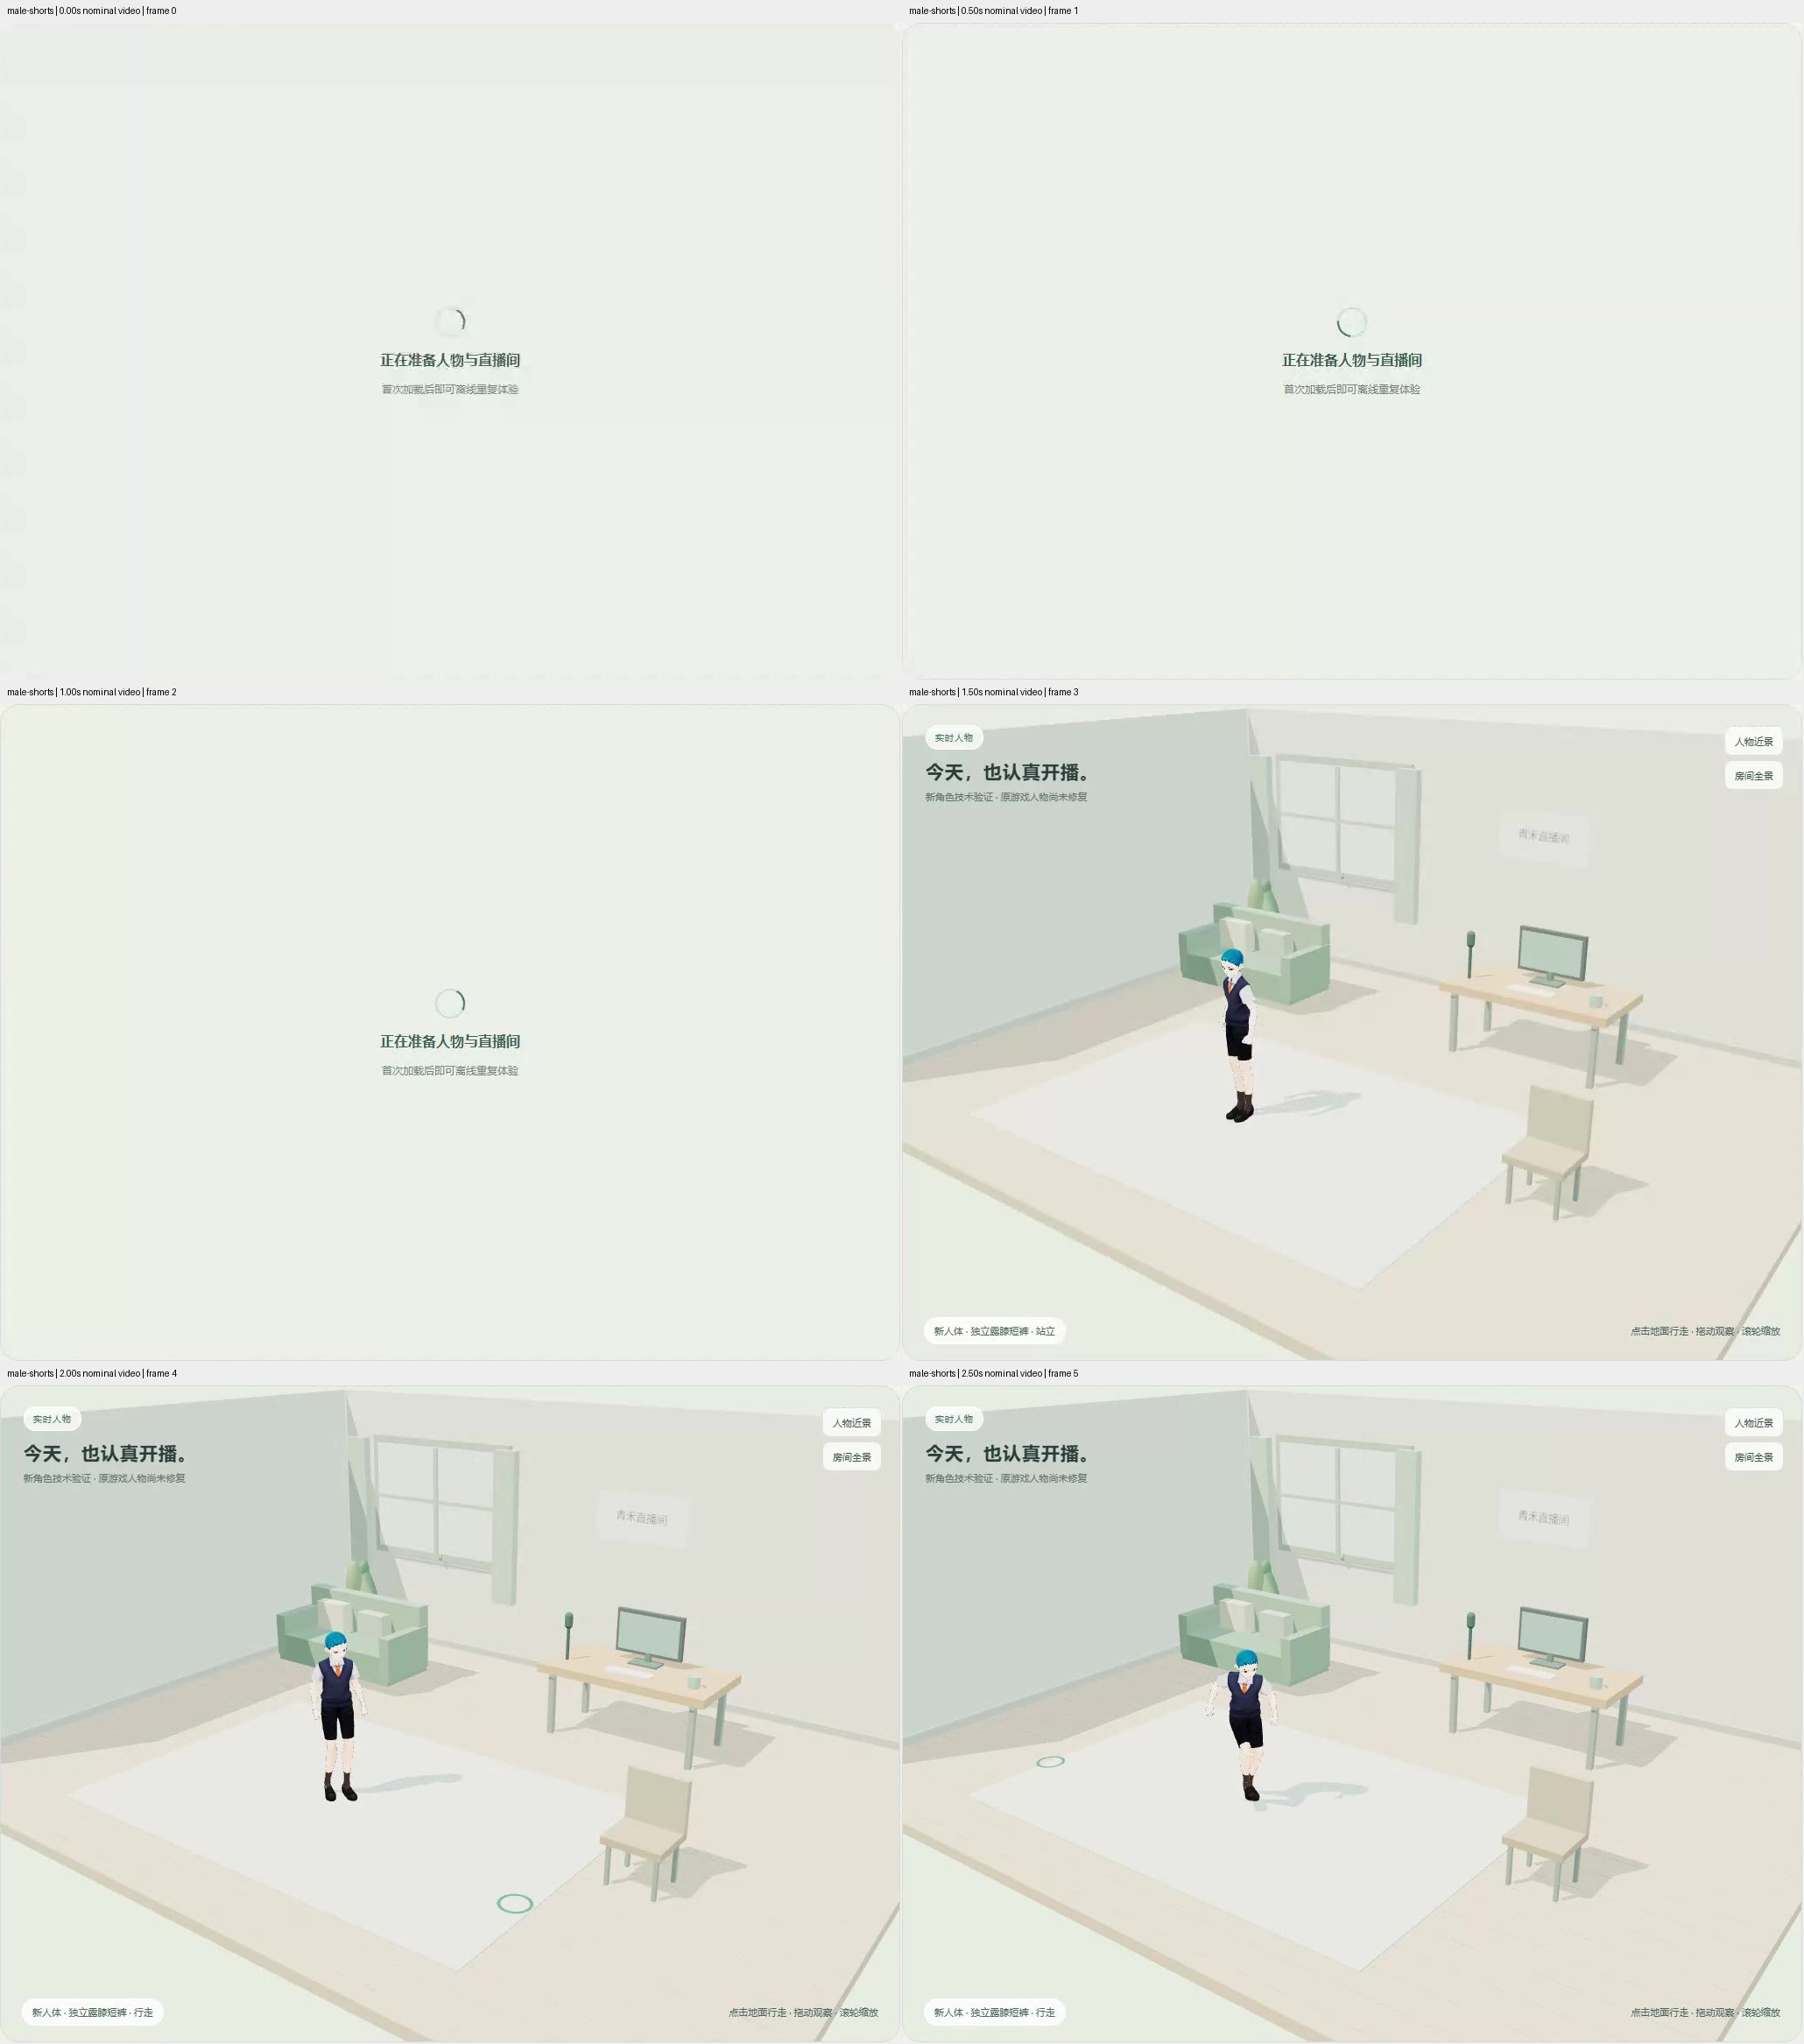 male-shorts | 0.00s nominal video | frame 0
正在准备人物与直播间
首次加载后即可离线重复体验
male-shorts | 0.50s nominal video | frame 1
正在准备人物与直播间
首次加载后即可离线重复体验
male-shorts | 1.00s nominal video | frame 2
正在准备人物与直播间
首次加载后即可离线重复体验
male-shorts | 1.50s nominal video | frame 3
实时人物
今天，也认真开播。
新角色技术验证 · 原游戏人物尚未修复
人物近景
房间全景
青禾直播间
新人体 · 独立露膝短裤 · 站立
点击地面行走 · 拖动观察 · 滚轮缩放
male-shorts | 2.00s nominal video | frame 4
实时人物
今天，也认真开播。
新角色技术验证 · 原游戏人物尚未修复
人物近景
房间全景
青禾直播间
新人体 · 独立露膝短裤 · 行走
点击地面行走 · 拖动观察 · 滚轮缩放
male-shorts | 2.50s nominal video | frame 5
实时人物
今天，也认真开播。
新角色技术验证 · 原游戏人物尚未修复
人物近景
房间全景
青禾直播间
新人体 · 独立露膝短裤 · 行走
点击地面行走 · 拖动观察 · 滚轮缩放